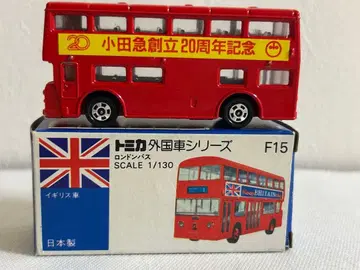 20 小田急創立20周年記念
トミカ外国車シリーズ F15
ロンドンバス
SCALE 1/130
イギリス車
日本製